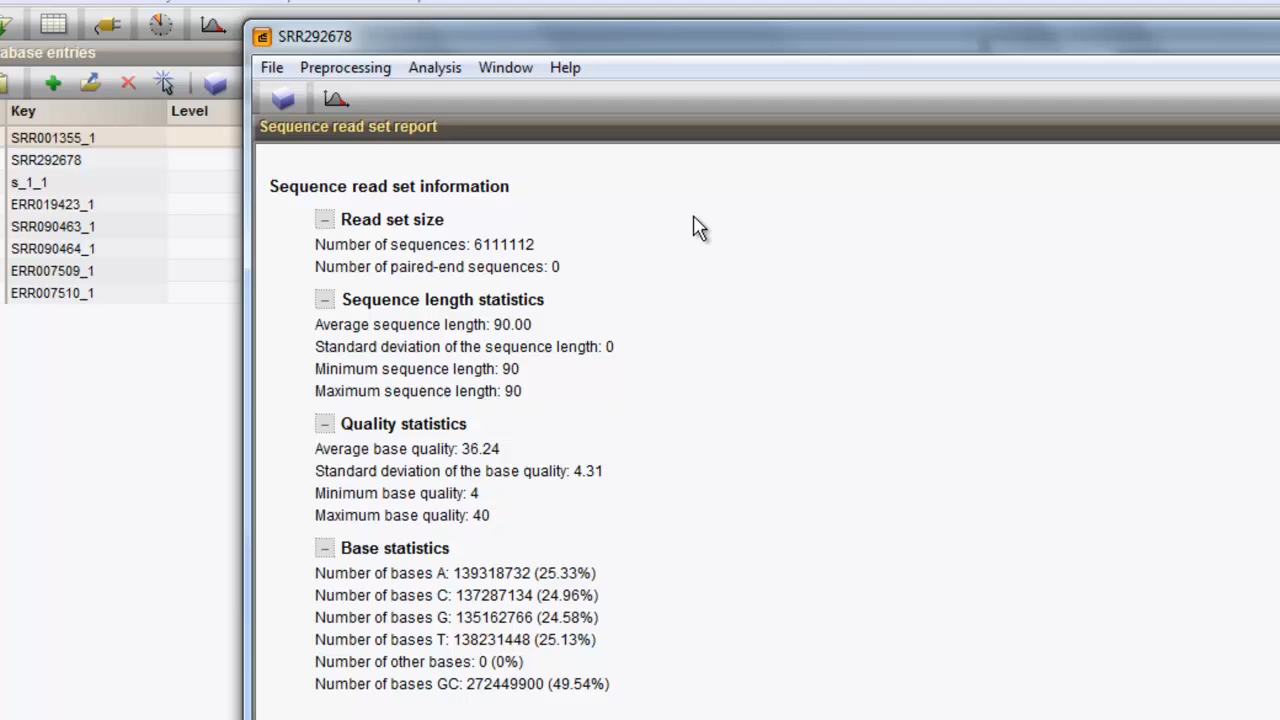 SRR292678
File Preprocessing Analysis Window Help
abase entries
Key Level
SRR001355_1
SRR292678
s_1_1
ERR019423_1
SRR090463_1
SRR090464_1
ERR007509_1
ERR007510_1
Sequence read set report
Sequence read set information
Read set size
Number of sequences: 6111112
Number of paired-end sequences: 0
Sequence length statistics
Average sequence length: 90.00
Standard deviation of the sequence length: 0
Minimum sequence length: 90
Maximum sequence length: 90
Quality statistics
Average base quality: 36.24
Standard deviation of the base quality: 4.31
Minimum base quality: 4
Maximum base quality: 40
Base statistics
Number of bases A: 139318732 (25.33%)
Number of bases C: 137287134 (24.96%)
Number of bases G: 135162766 (24.58%)
Number of bases T: 138231448 (25.13%)
Number of other bases: 0 (0%)
Number of bases GC: 272449900 (49.54%)